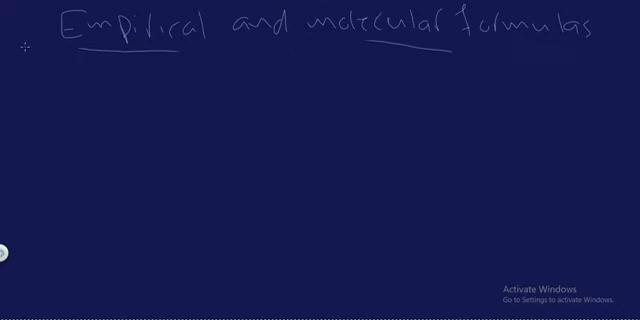 Empirical and molecular formulas
Activate Windows
Go to Settings to activate Windows.